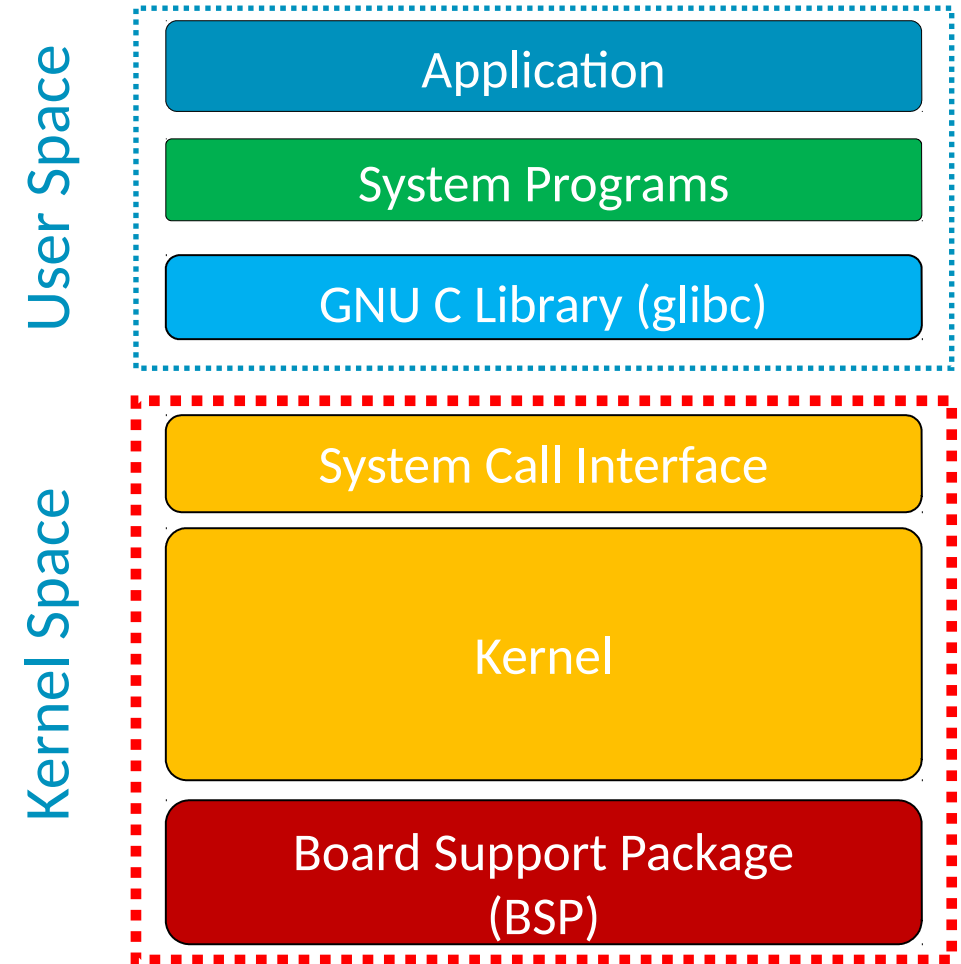 User Space
Application
System Programs
GNU C Library (glibc)
Kernel Space
System Call Interface
Kernel
Board Support Package
(BSP)